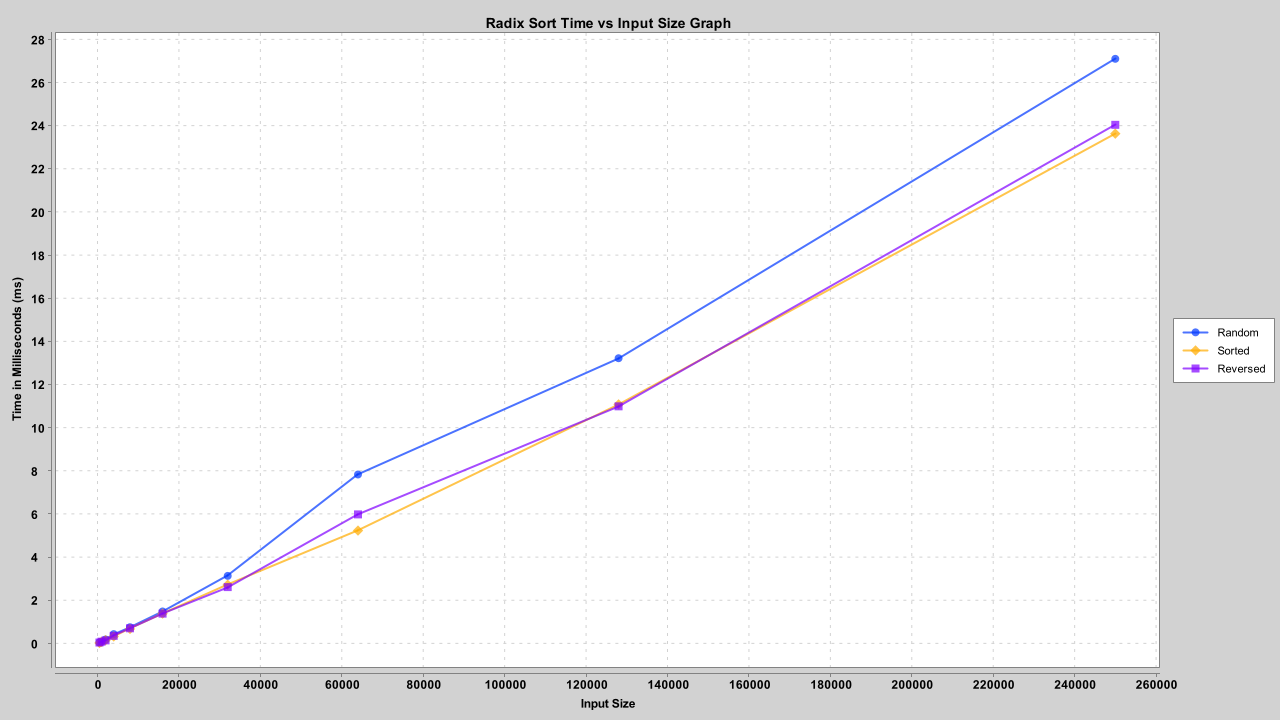 Radix Sort Time vs Input Size Graph
28
26
24
22
20
18
16
14
12
10
8
6
4
2
0
Time in Milliseconds (ms)
0 20000 40000 60000 80000 100000 120000 140000 160000 180000 200000 220000 240000 260000
Input Size
Random
Sorted
Reversed